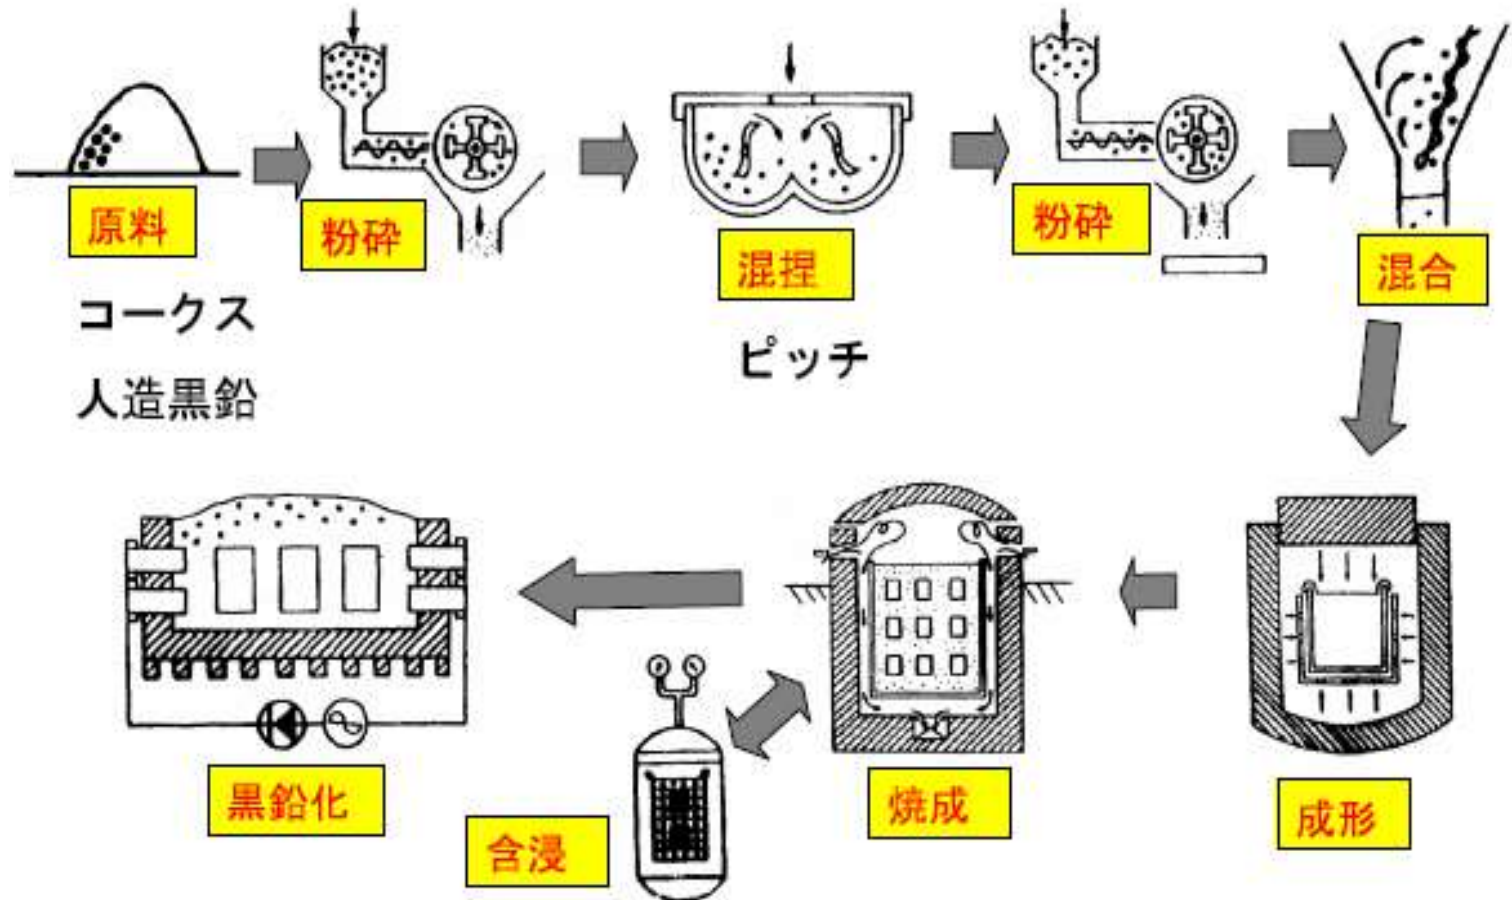 原料
粉砕
混捏
粉砕
混合
コークス
人造黒鉛
ピッチ
黒鉛化
含浸
焼成
成形